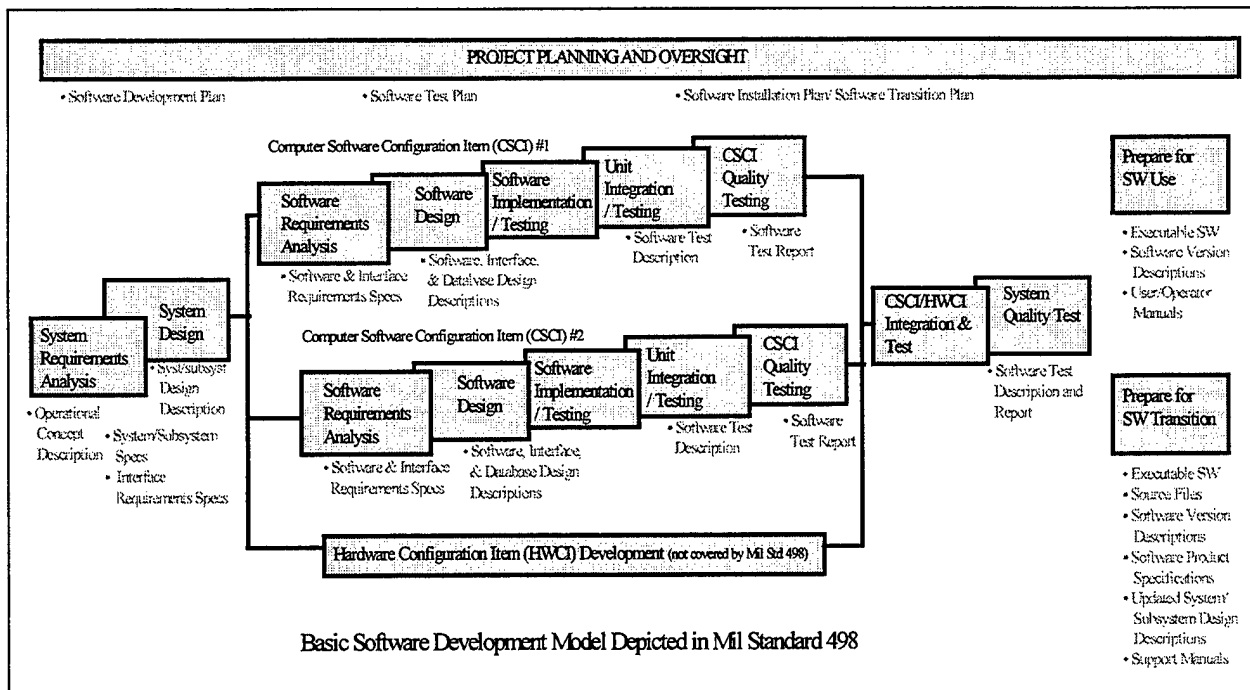 PROJECT PLANNING AND OVERSIGHT
• Software Development Plan
• Software Test Plan
• Software Installation Plan/ Software Transition Plan
Computer Software Configuration Item (CSCI) #1
Software
Requirements
Analysis
• Software & Interface
Requirements Specs
Software
Design
• Software, Interface,
& Database Design
Descriptions
Software
Implementation
/ Testing
Unit
Integration
/ Testing
• Software Test
Description
CSCI
Quality
Testing
• Software
Test Report
System
Requirements
Analysis
• Operational
Concept
Description
• System/Subsystem
Specs
• Interface
Requirements Specs
System
Design
• Syst/subsyst
Design
Description
Computer Software Configuration Item (CSCI) #2
Software
Requirements
Analysis
• Software & Interface
Requirements Specs
Software
Design
• Software, Interface,
& Database Design
Descriptions
Software
Implementation
/Testing
Unit
Integration
/Testing
• Software Test
Description
CSCI
Quality
Testing
• Software
Test Report
Hardware Configuration Item (HWCI) Development (not covered by Mil Std 498)
CSCI/HWCI
Integration &
Test
System
Quality Test
• Software Test
Description and
Report
Prepare for
SW Use
• Executable SW
• Software Version
Descriptions
• User/Operator
Manuals
Prepare for
SW Transition
• Executable SW
• Source Files
• Software Version
Descriptions
• Software Product
Specifications
• Updated System/
Subsystem Design
Descriptions
• Support Manuals
Basic Software Development Model Depicted in Mil Standard 498